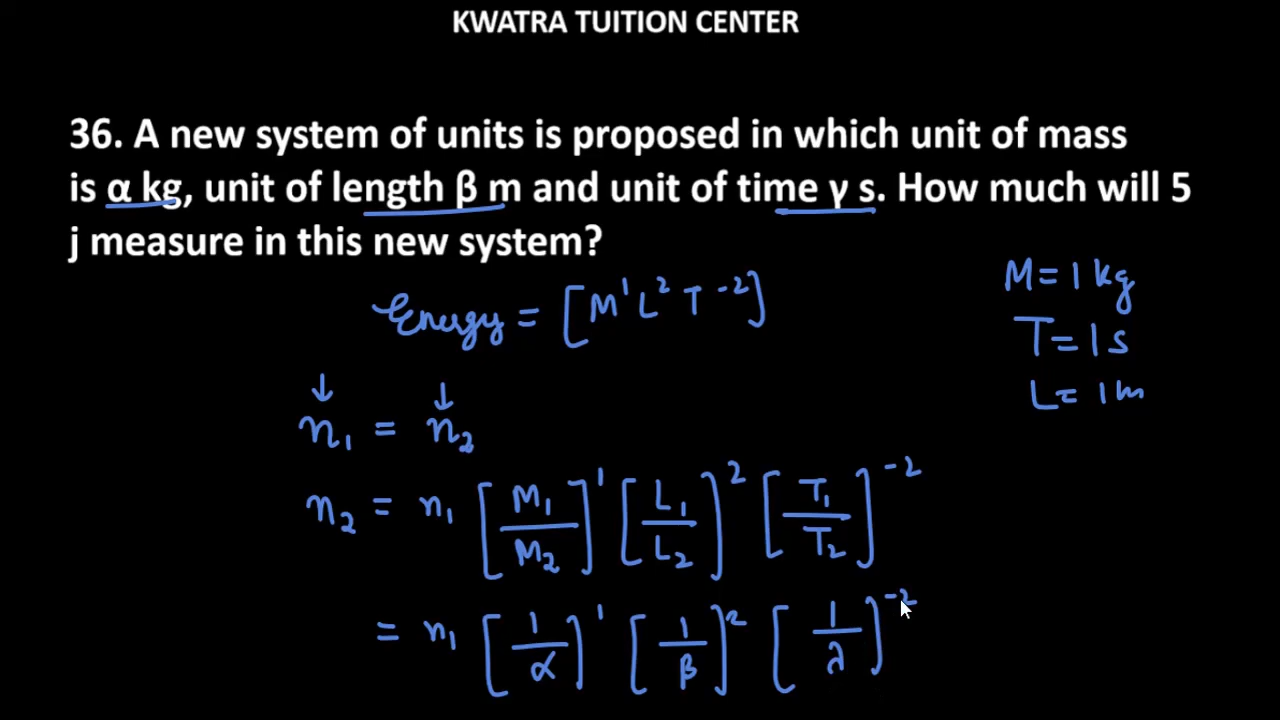 KWATRA TUITION CENTER
36. A new system of units is proposed in which unit of mass
is α kg, unit of length β m and unit of time γ s. How much will 5
j measure in this new system?
Energy = [M¹ L² T⁻²]
M = 1 kg
T = 1 s
L = 1 m
↓ ↓
n₁ = n₂
n₂ = n₁ [M₁/M₂]¹ [L₁/L₂]² [T₁/T₂]⁻²
= n₁ [1/α]¹ [1/β]² [1/λ]⁻²